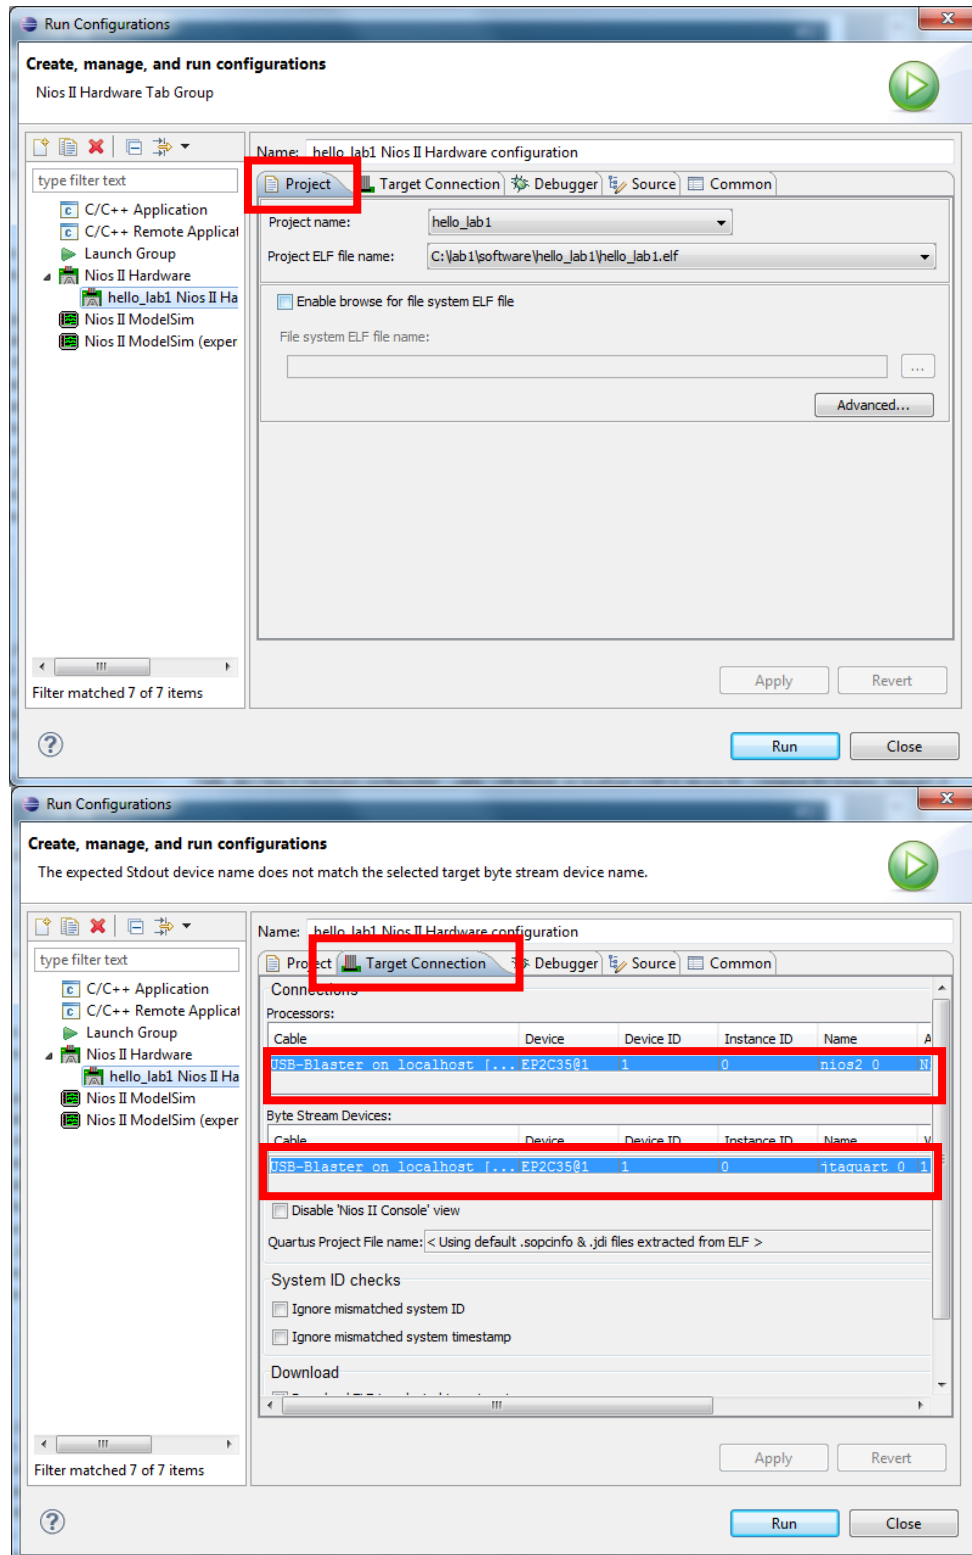 Run Configurations
Create, manage, and run configurations
Nios II Hardware Tab Group
type filter text
C/C++ Application
C/C++ Remote Applicat
Launch Group
Nios II Hardware
hello_lab1 Nios II Ha
Nios II ModelSim
Nios II ModelSim (exper
Filter matched 7 of 7 items
Name: hello_lab1 Nios II Hardware configuration
Project Target Connection Debugger Source Common
Project name: hello_lab1
Project ELF file name: C:\lab1\software\hello_lab1\hello_lab1.elf
Enable browse for file system ELF file
File system ELF file name:
...
Advanced...
Apply Revert
Run Close
Run Configurations
Create, manage, and run configurations
The expected Stdout device name does not match the selected target byte stream device name.
type filter text
C/C++ Application
C/C++ Remote Applicat
Launch Group
Nios II Hardware
hello_lab1 Nios II Ha
Nios II ModelSim
Nios II ModelSim (exper
Filter matched 7 of 7 items
Name: hello_lab1 Nios II Hardware configuration
Project Target Connection Debugger Source Common
Connections
Processors:
Cable Device Device ID Instance ID Name A
USB-Blaster on localhost [... EP2C35@1 1 0 nios2_0 N
Byte Stream Devices:
Cable Device Device ID Instance ID Name V
USB-Blaster on localhost [... EP2C35@1 1 0 jtaguart_0 1
Disable 'Nios II Console' view
Quartus Project File name: < Using default .sopcinfo & .jdi files extracted from ELF >
System ID checks
Ignore mismatched system ID
Ignore mismatched system timestamp
Download
Apply Revert
Run Close